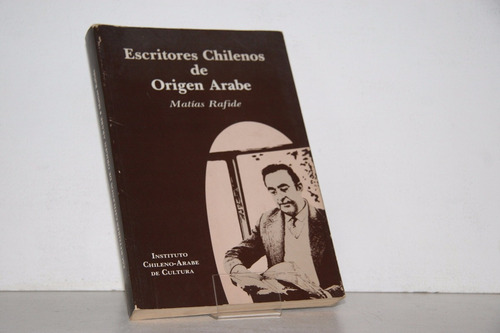 Escritores Chilenos
de
Origen Arabe
Matías Rafide
INSTITUTO
CHILENO-ARABE
DE CULTURA